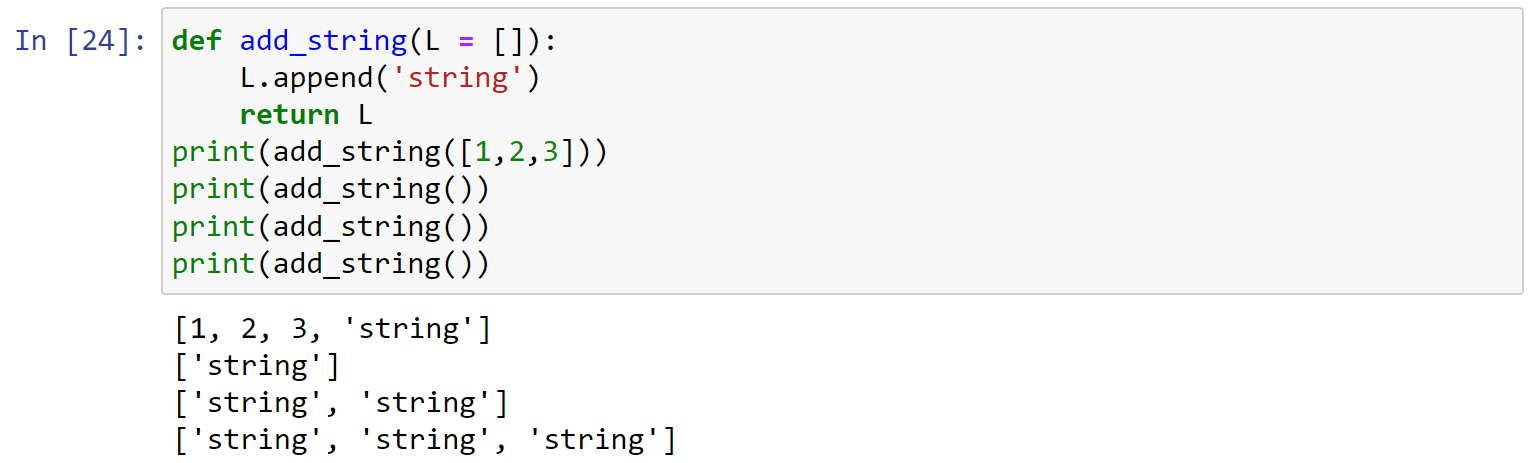 In [24]: def add_string(L = []):
    L.append('string')
    return L
print(add_string([1,2,3]))
print(add_string())
print(add_string())
print(add_string())
[1, 2, 3, 'string']
['string']
['string', 'string']
['string', 'string', 'string']